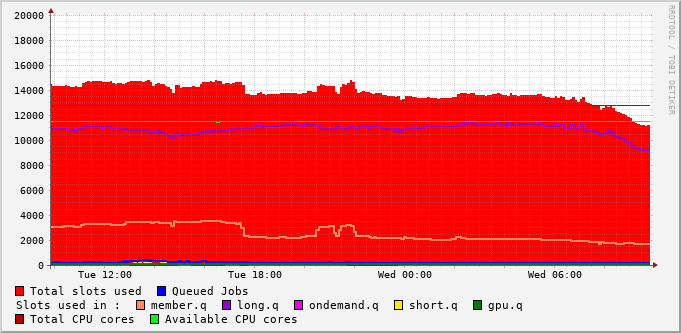 20000
18000
16000
14000
12000
10000
8000
6000
4000
2000
0
Tue 12:00 Tue 18:00 Wed 00:00 Wed 06:00
RRDTOOL / TOBI OETIKER
Total slots used Queued Jobs
Slots used in : member.q long.q ondemand.q short.q gpu.q
Total CPU cores Available CPU cores